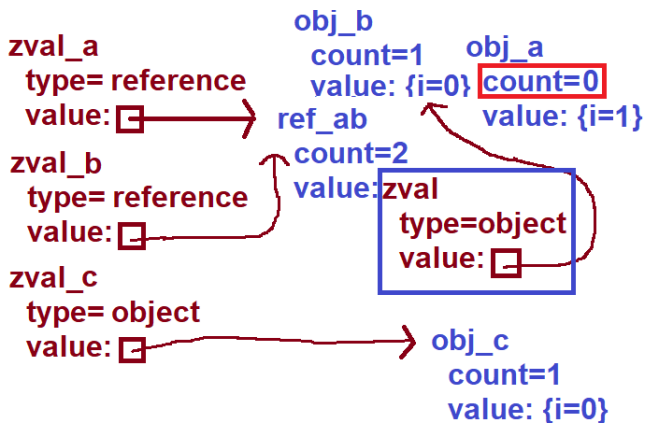 zval_a
type= reference
value:
zval_b
type= reference
value:
zval_c
type= object
value:
obj_b
count=1
value: {i=0}
obj_a
count=0
value: {i=1}
ref_ab
count=2
value:zval
type=object
value:
obj_c
count=1
value: {i=0}